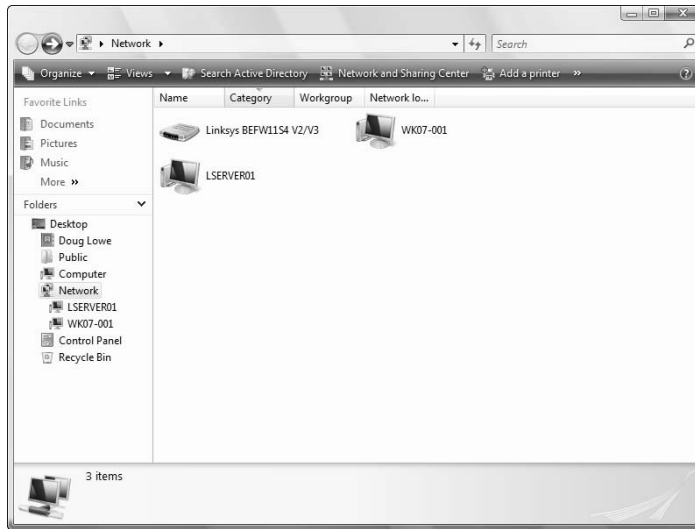 Network
Search
Organize Views Search Active Directory Network and Sharing Center Add a printer »
Favorite Links
Documents
Pictures
Music
More »
Folders
Desktop
Doug Lowe
Public
Computer
Network
LSERVER01
WK07-001
Control Panel
Recycle Bin
Name Category Workgroup Network lo...
Linksys BEFW11S4 V2/V3
WK07-001
LSERVER01
3 items